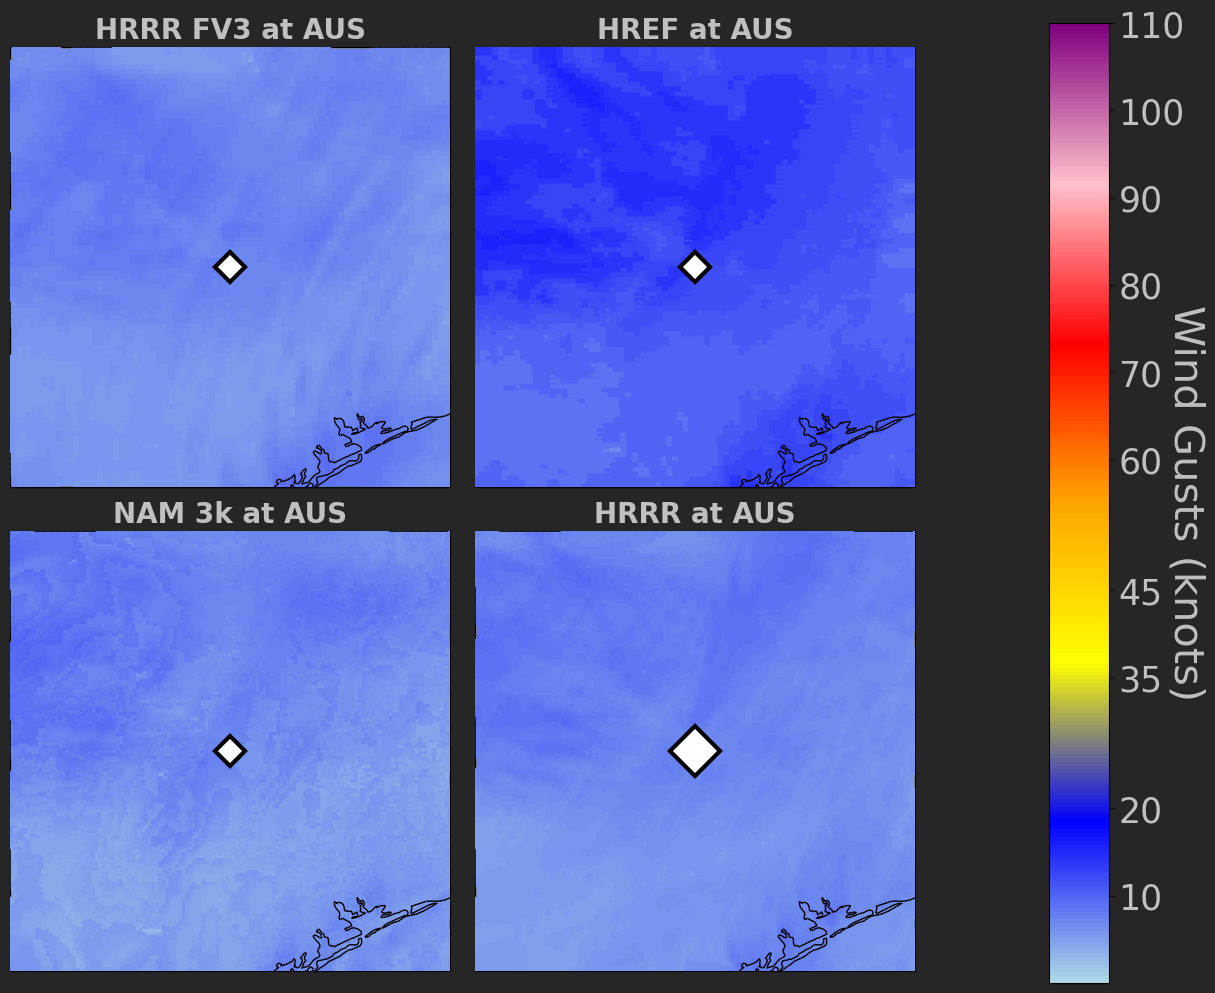 HRRR FV3 at AUS
HREF at AUS
NAM 3k at AUS
HRRR at AUS
110
100
90
80
70
60
45
35
20
10
Wind Gusts (knots)